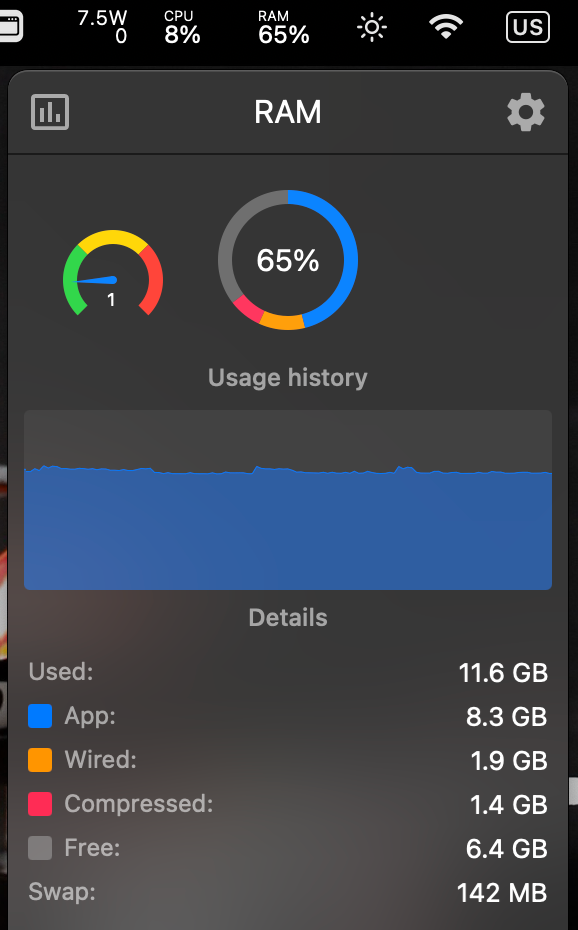 7.5W
0
CPU
8%
RAM
65%
US
RAM
1
65%
Usage history
Details
Used: 11.6 GB
App: 8.3 GB
Wired: 1.9 GB
Compressed: 1.4 GB
Free: 6.4 GB
Swap: 142 MB